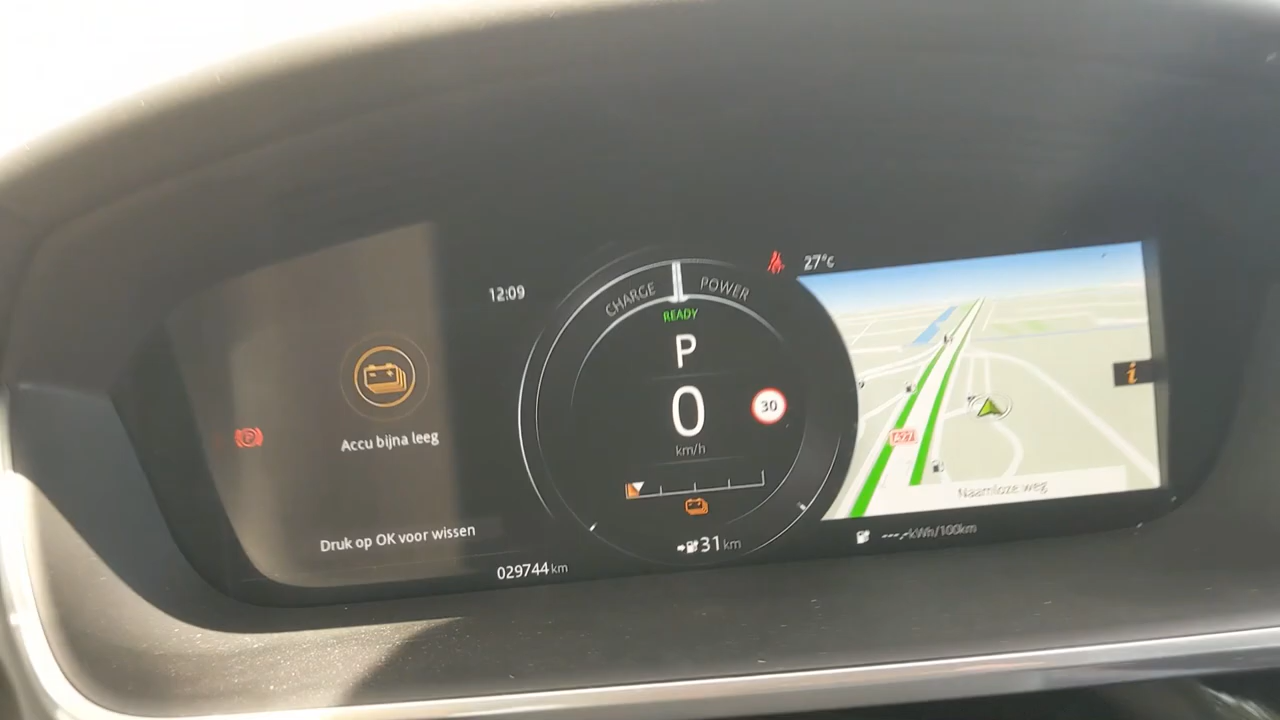 12:09
27°c
CHARGE
POWER
READY
P
0
km/h
30
Accu bijna leeg
Druk op OK voor wissen
029744 km
31 km
A27
i
Naamloze weg
---,-kWh/100km